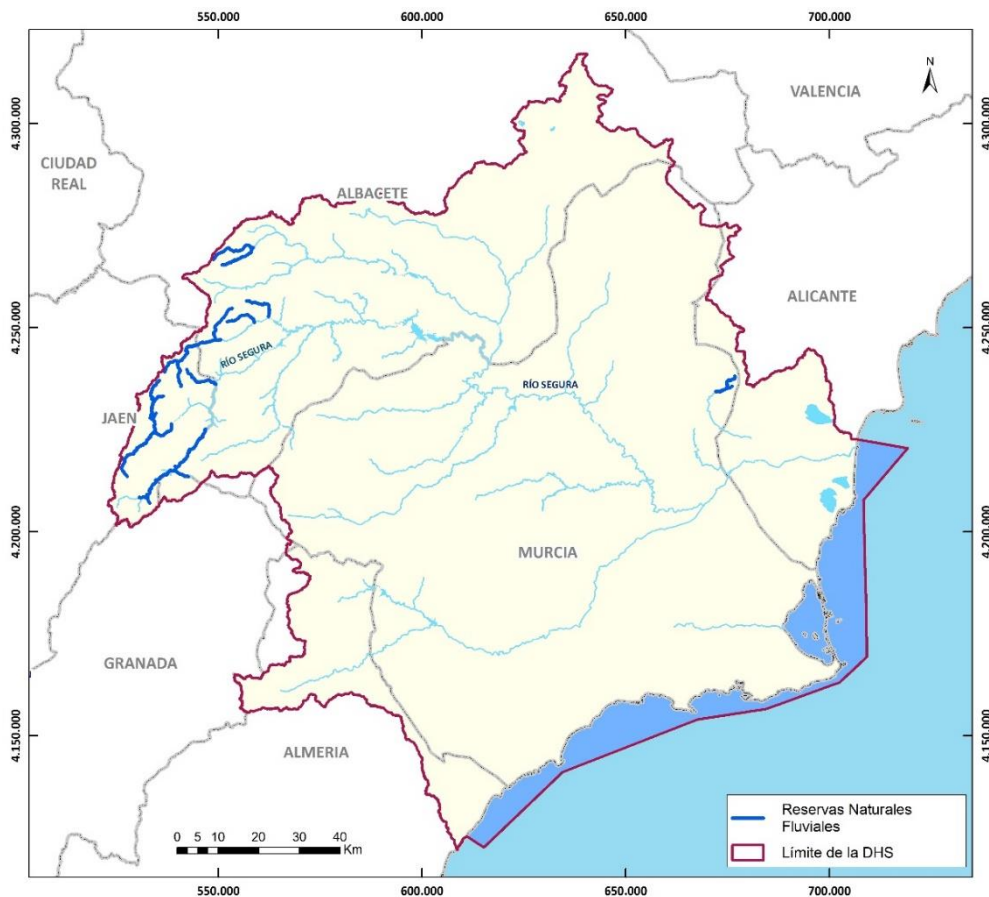 550.000 600.000 650.000 700.000
4.300.000 4.300.000
VALENCIA
CIUDAD
REAL
ALBACETE
ALICANTE
4.250.000 4.250.000
RÍO SEGURA
RÍO SEGURA
JAEN
4.200.000 4.200.000
MURCIA
GRANADA
4.150.000 4.150.000
ALMERIA
N
Reservas Naturales
Fluviales
Límite de la DHS
0 5 10 20 30 40
Km
550.000 600.000 650.000 700.000